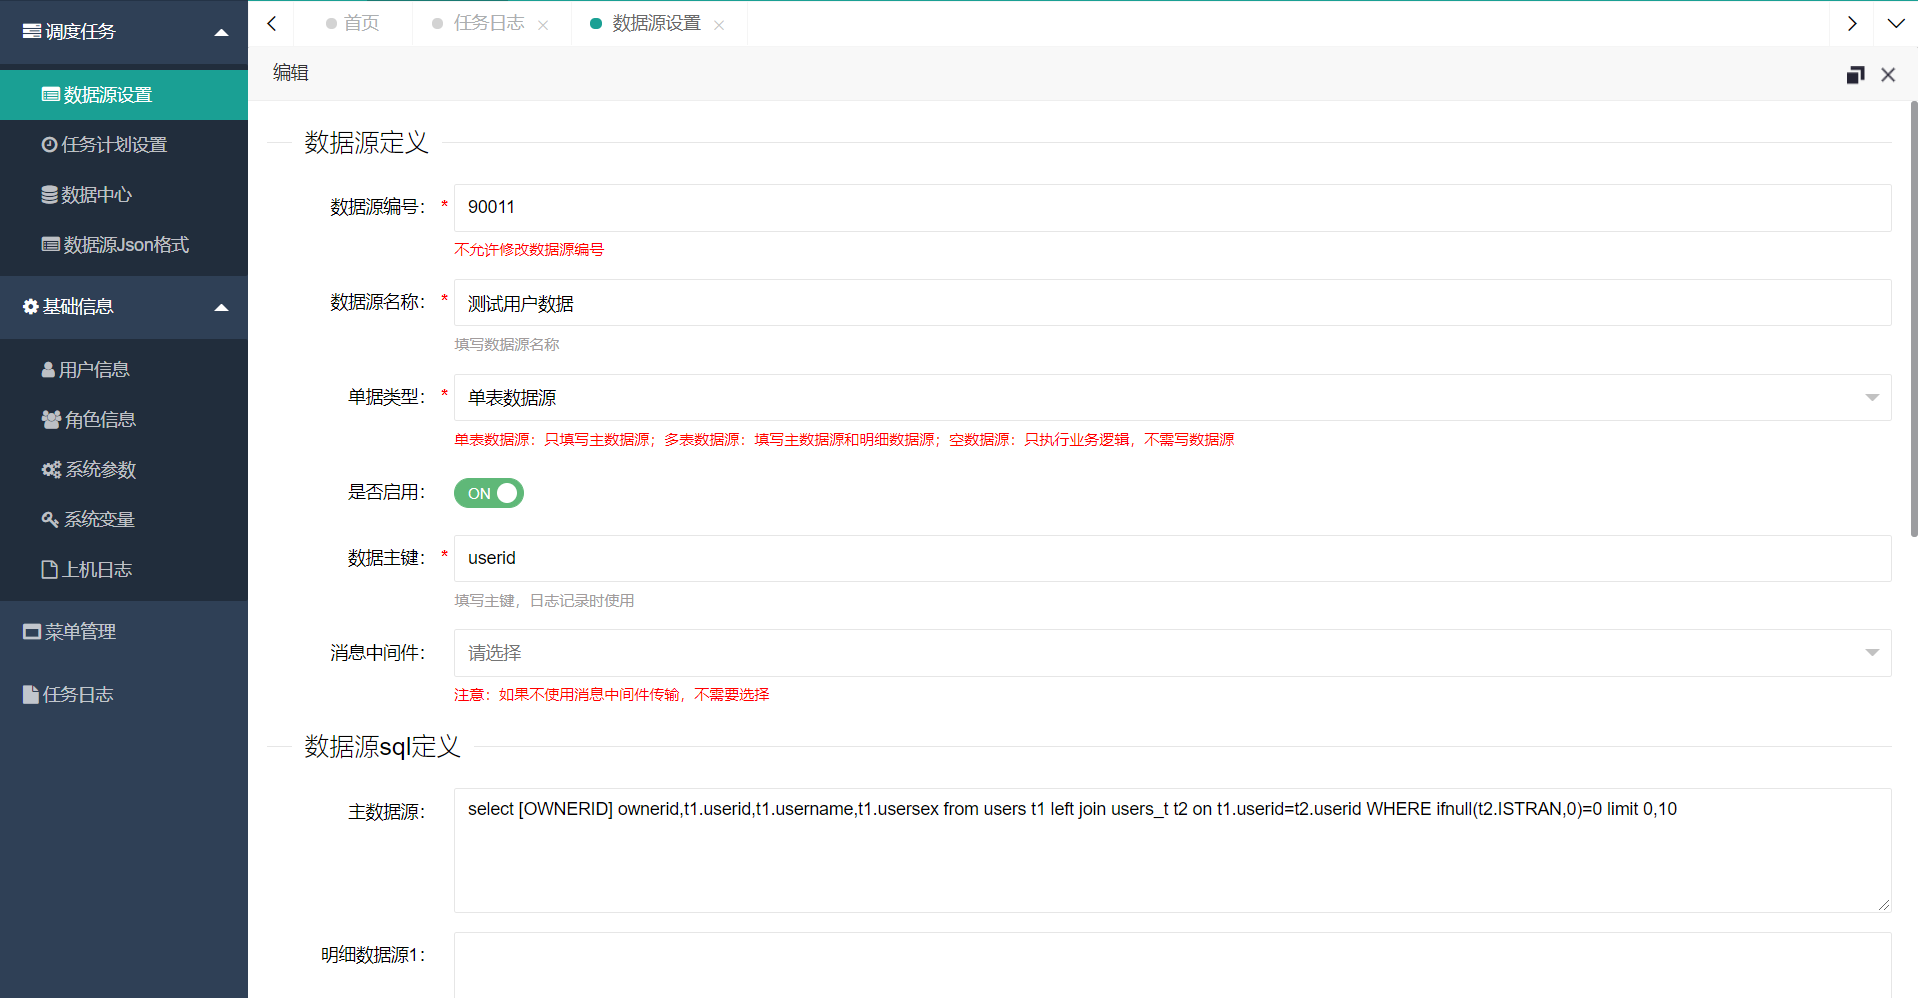 调度任务
数据源设置
任务计划设置
数据中心
数据源Json格式
基础信息
用户信息
角色信息
系统参数
系统变量
上机日志
菜单管理
任务日志
首页
任务日志
数据源设置
编辑
数据源定义
数据源编号： * 90011
不允许修改数据源编号
数据源名称： * 测试用户数据
填写数据源名称
单据类型： * 单表数据源
单表数据源：只填写主数据源；多表数据源：填写主数据源和明细数据源；空数据源：只执行业务逻辑，不需写数据源
是否启用： ON
数据主键： * userid
填写主键，日志记录时使用
消息中间件： 请选择
注意：如果不使用消息中间件传输，不需要选择
数据源sql定义
主数据源： select [OWNERID] ownerid,t1.userid,t1.username,t1.usersex from users t1 left join users_t t2 on t1.userid=t2.userid WHERE ifnull(t2.ISTRAN,0)=0 limit 0,10
明细数据源1：